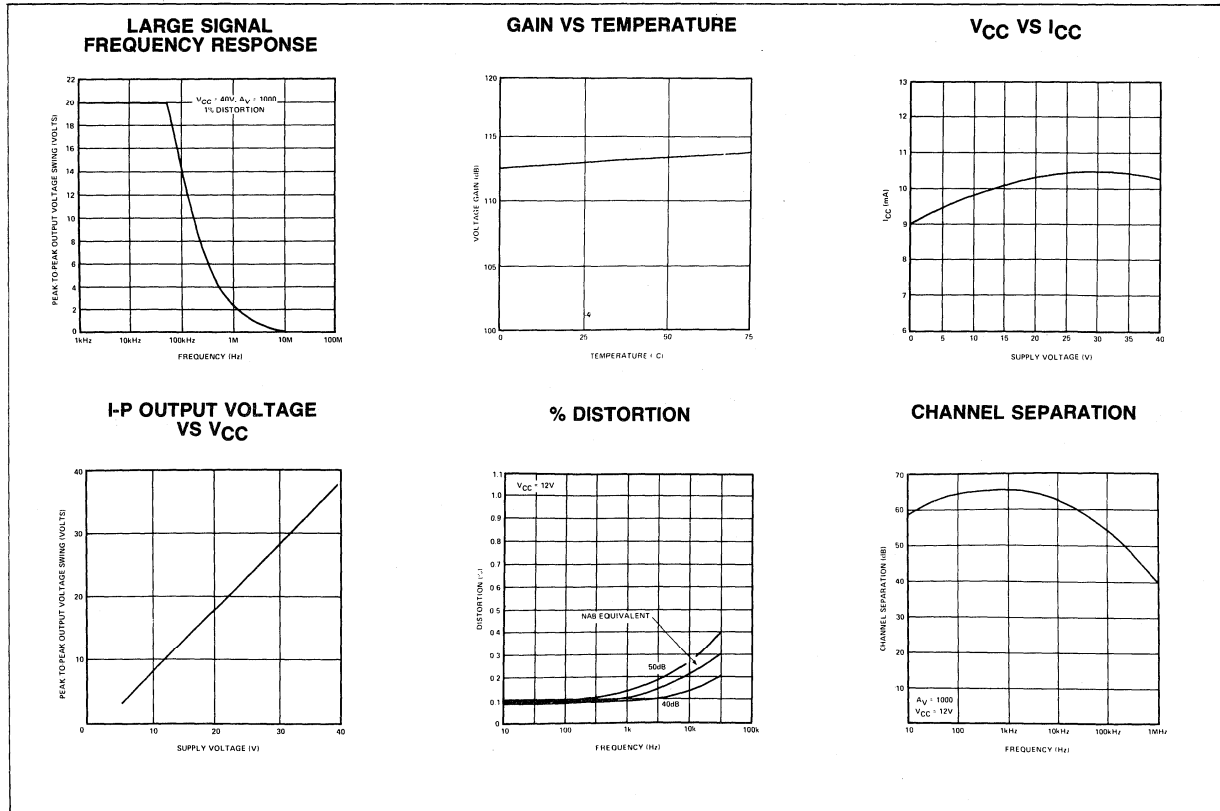 LARGE SIGNAL
FREQUENCY RESPONSE
PEAK TO PEAK OUTPUT VOLTAGE SWING (VOLTS)
22
20
18
16
14
12
10
8
6
4
2
0
VCC = 40V, AV = 1000
1% DISTORTION
1kHz 10kHz 100kHz 1M 10M 100M
FREQUENCY (Hz)
GAIN VS TEMPERATURE
VOLTAGE GAIN (dB)
120
115
110
105
100
0 25 50 75
TEMPERATURE (°C)
VCC VS ICC
ICC (mA)
13
12
11
10
9
8
7
6
0 5 10 15 20 25 30 35 40
SUPPLY VOLTAGE (V)
I-P OUTPUT VOLTAGE
VS VCC
PEAK TO-PEAK OUTPUT VOLTAGE SWING (VOLTS)
40
30
20
10
0 10 20 30 40
SUPPLY VOLTAGE (V)
% DISTORTION
DISTORTION (%)
1.1
1.0
0.9
0.8
0.7
0.6
0.5
0.4
0.3
0.2
0.1
0
VCC = 12V
NAB EQUIVALENT
50dB
40dB
10 100 1k 10k 100k
FREQUENCY (Hz)
CHANNEL SEPARATION
CHANNEL SEPARATION (dB)
70
60
50
40
30
20
10
AV = 1000
VCC = 12V
10 100 1kHz 10kHz 100kHz 1MHz
FREQUENCY (Hz)